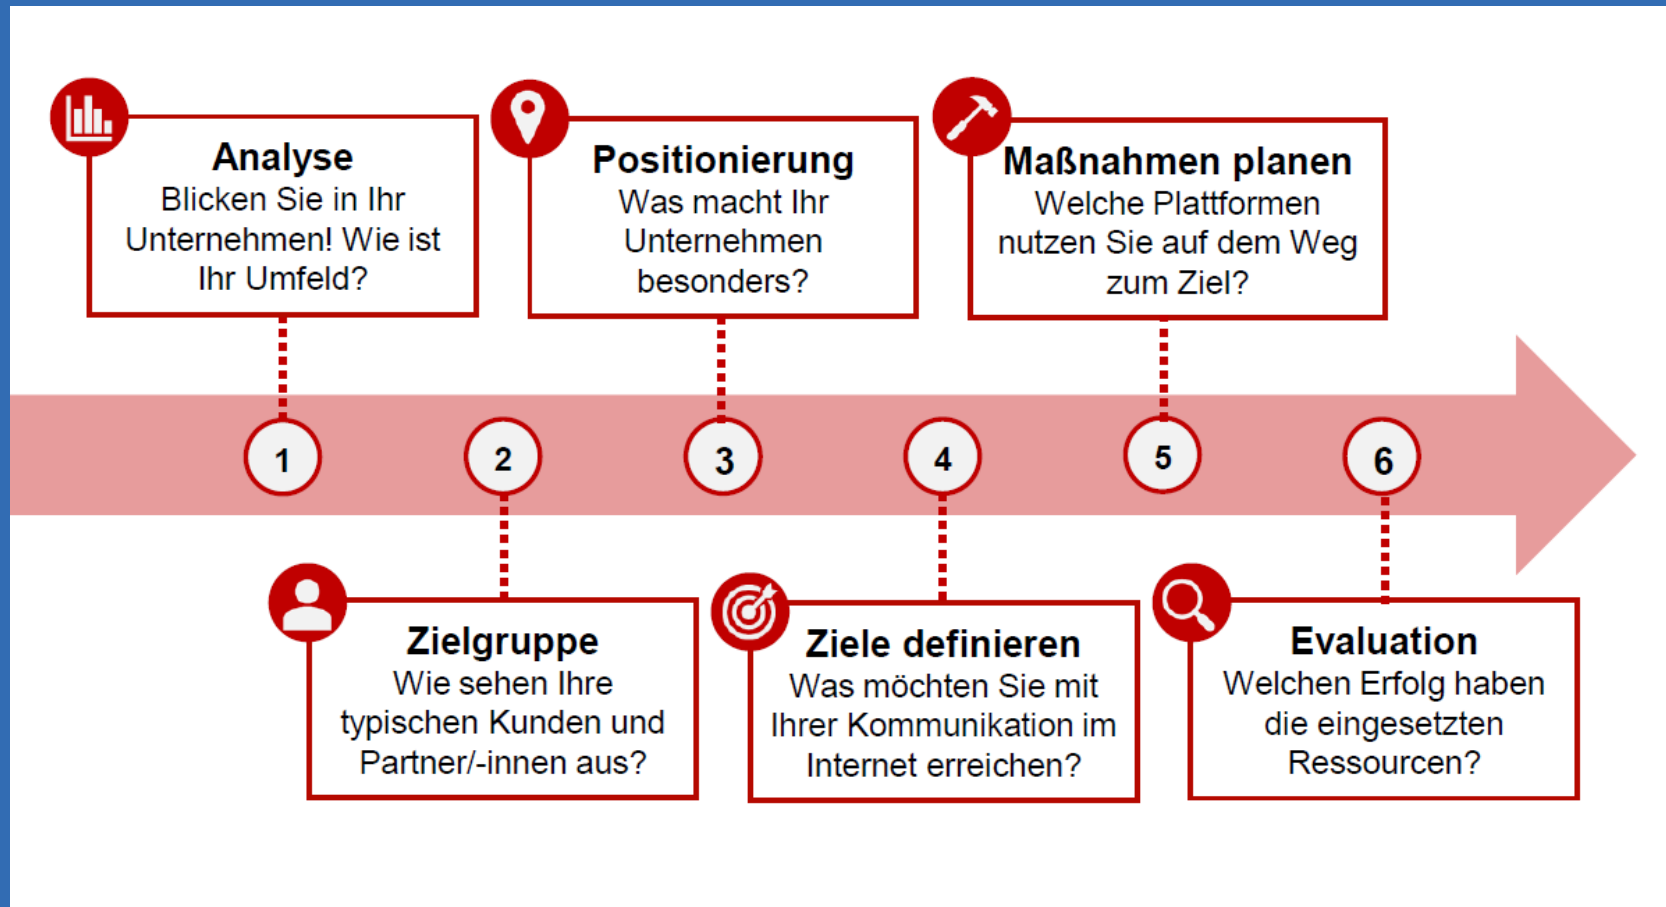 Analyse
Blicken Sie in Ihr
Unternehmen! Wie ist
Ihr Umfeld?
Positionierung
Was macht Ihr
Unternehmen
besonders?
Maßnahmen planen
Welche Plattformen
nutzen Sie auf dem Weg
zum Ziel?
1
2
3
4
5
6
Zielgruppe
Wie sehen Ihre
typischen Kunden und
Partner/-innen aus?
Ziele definieren
Was möchten Sie mit
Ihrer Kommunikation im
Internet erreichen?
Evaluation
Welchen Erfolg haben
die eingesetzten
Ressourcen?